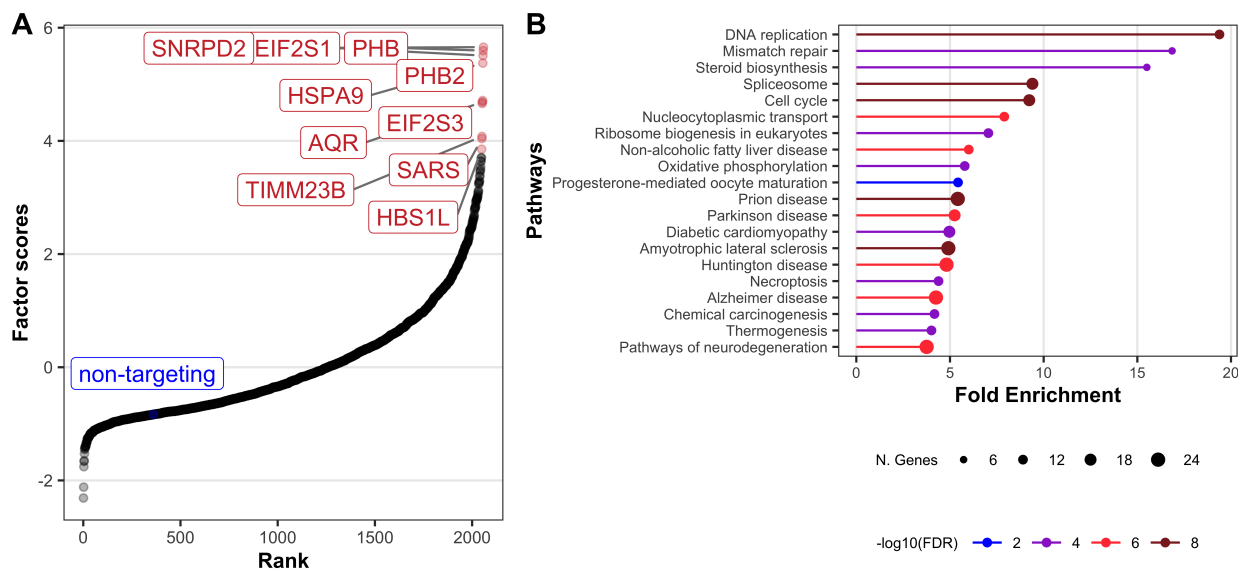 A
SNRPD2
EIF2S1
PHB
PHB2
HSPA9
EIF2S3
AQR
SARS
TIMM23B
HBS1L
non-targeting
6
4
2
0
-2
Factor scores
0 500 1000 1500 2000
Rank
B
Pathways
DNA replication
Mismatch repair
Steroid biosynthesis
Spliceosome
Cell cycle
Nucleocytoplasmic transport
Ribosome biogenesis in eukaryotes
Non-alcoholic fatty liver disease
Oxidative phosphorylation
Progesterone-mediated oocyte maturation
Prion disease
Parkinson disease
Diabetic cardiomyopathy
Amyotrophic lateral sclerosis
Huntington disease
Necroptosis
Alzheimer disease
Chemical carcinogenesis
Thermogenesis
Pathways of neurodegeneration
0 5 10 15 20
Fold Enrichment
N. Genes 6 12 18 24
-log10(FDR) 2 4 6 8